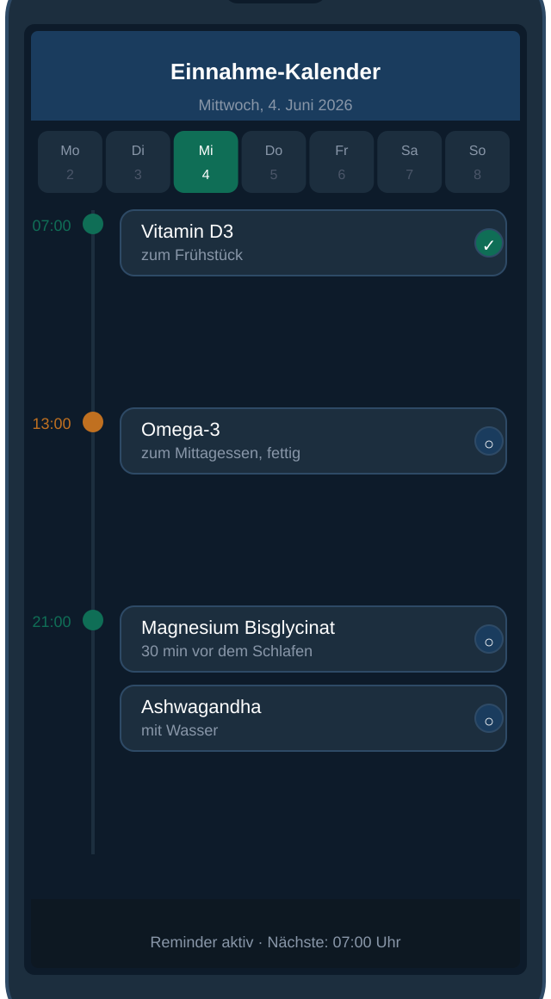 Einnahme-Kalender
Mittwoch, 4. Juni 2026
Mo Di Mi Do Fr Sa So
2 3 4 5 6 7 8
07:00
Vitamin D3
zum Frühstück
✓
13:00
Omega-3
zum Mittagessen, fettig
○
21:00
Magnesium Bisglycinat
30 min vor dem Schlafen
○
Ashwagandha
mit Wasser
○
Reminder aktiv · Nächste: 07:00 Uhr